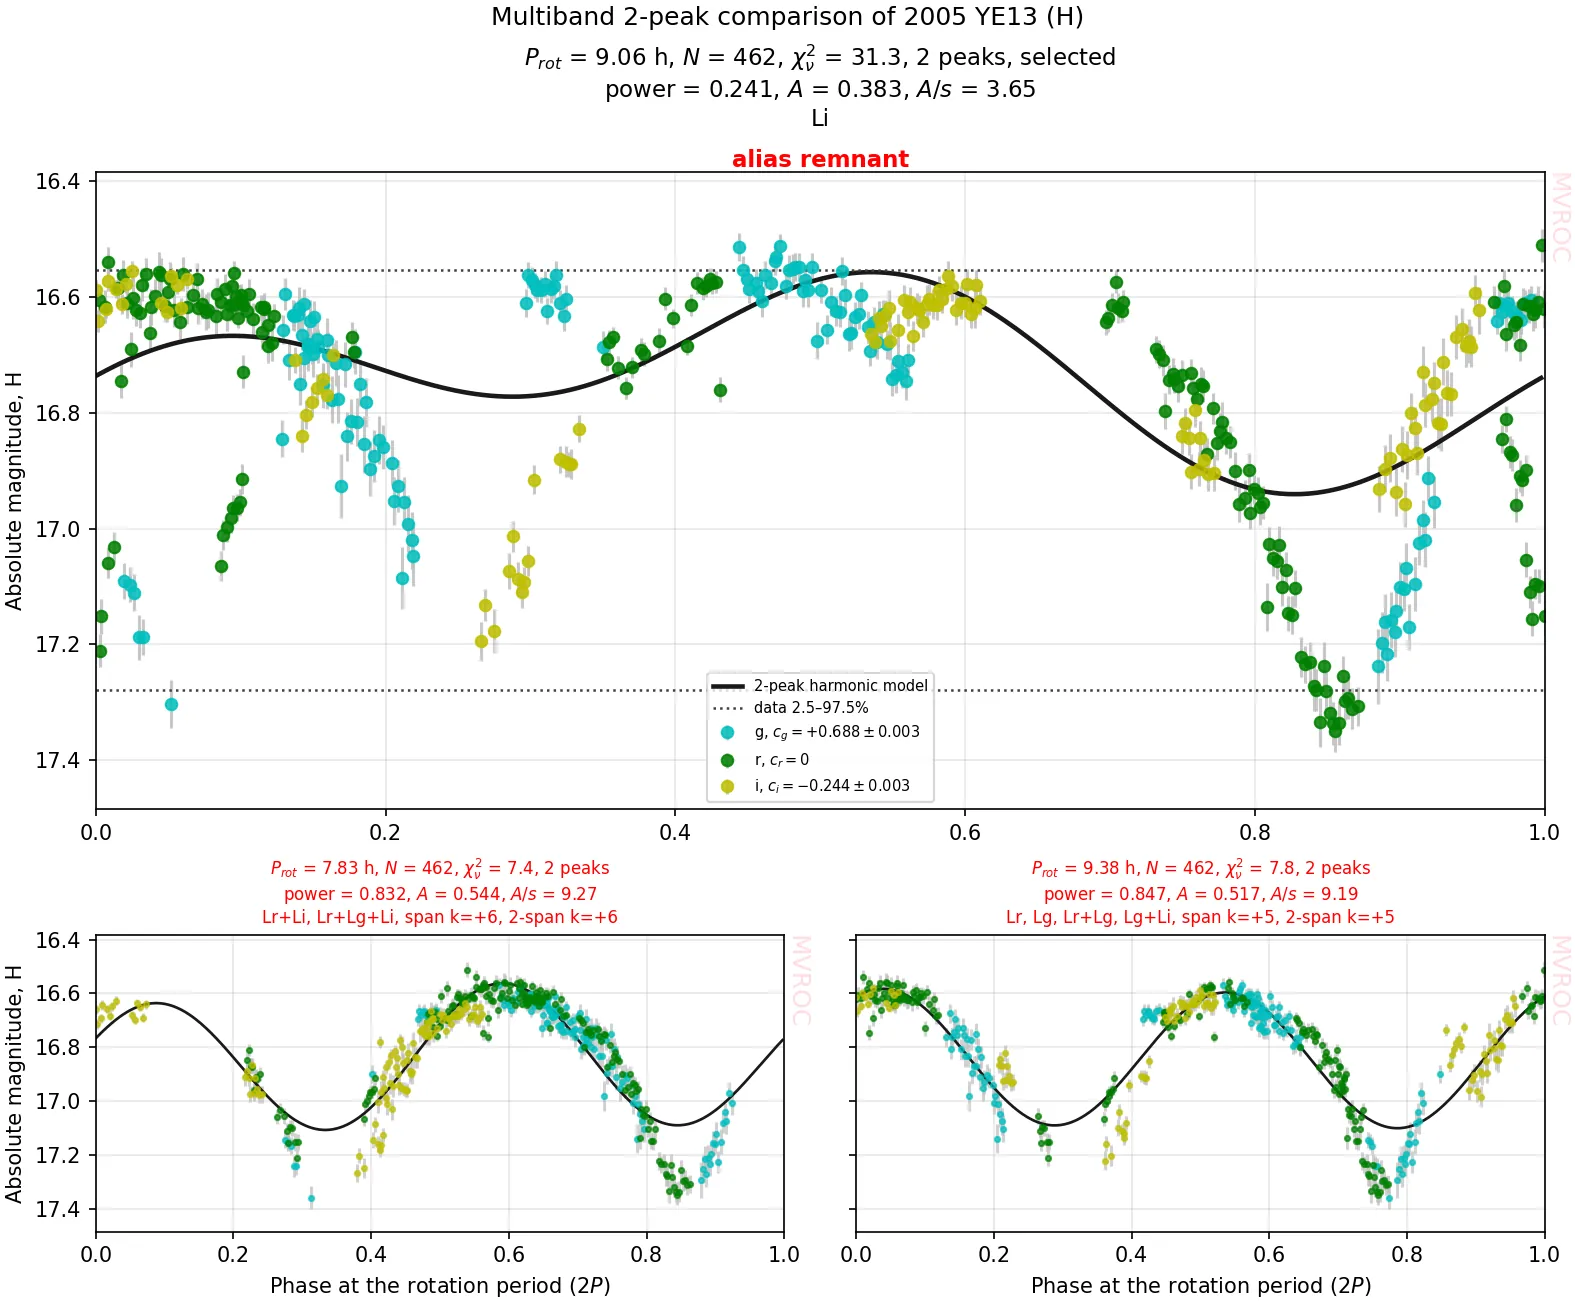 Multiband 2-peak comparison of 2005 YE13 (H)
P_rot = 9.06 h, N = 462, χ²_ν = 31.3, 2 peaks, selected
power = 0.241, A = 0.383, A/s = 3.65
Li
alias remnant
MVROC
Absolute magnitude, H
16.4
16.6
16.8
17.0
17.2
17.4
2-peak harmonic model
data 2.5–97.5%
g, c_g = +0.688 ± 0.003
r, c_r = 0
i, c_i = −0.244 ± 0.003
0.0 0.2 0.4 0.6 0.8 1.0
P_rot = 7.83 h, N = 462, χ²_ν = 7.4, 2 peaks
power = 0.832, A = 0.544, A/s = 9.27
Lr+Li, Lr+Lg+Li, span k=+6, 2-span k=+6
MVROC
Absolute magnitude, H
16.4
16.6
16.8
17.0
17.2
17.4
0.0 0.2 0.4 0.6 0.8 1.0
Phase at the rotation period (2P)
P_rot = 9.38 h, N = 462, χ²_ν = 7.8, 2 peaks
power = 0.847, A = 0.517, A/s = 9.19
Lr, Lg, Lr+Lg, Lg+Li, span k=+5, 2-span k=+5
MVROC
0.0 0.2 0.4 0.6 0.8 1.0
Phase at the rotation period (2P)